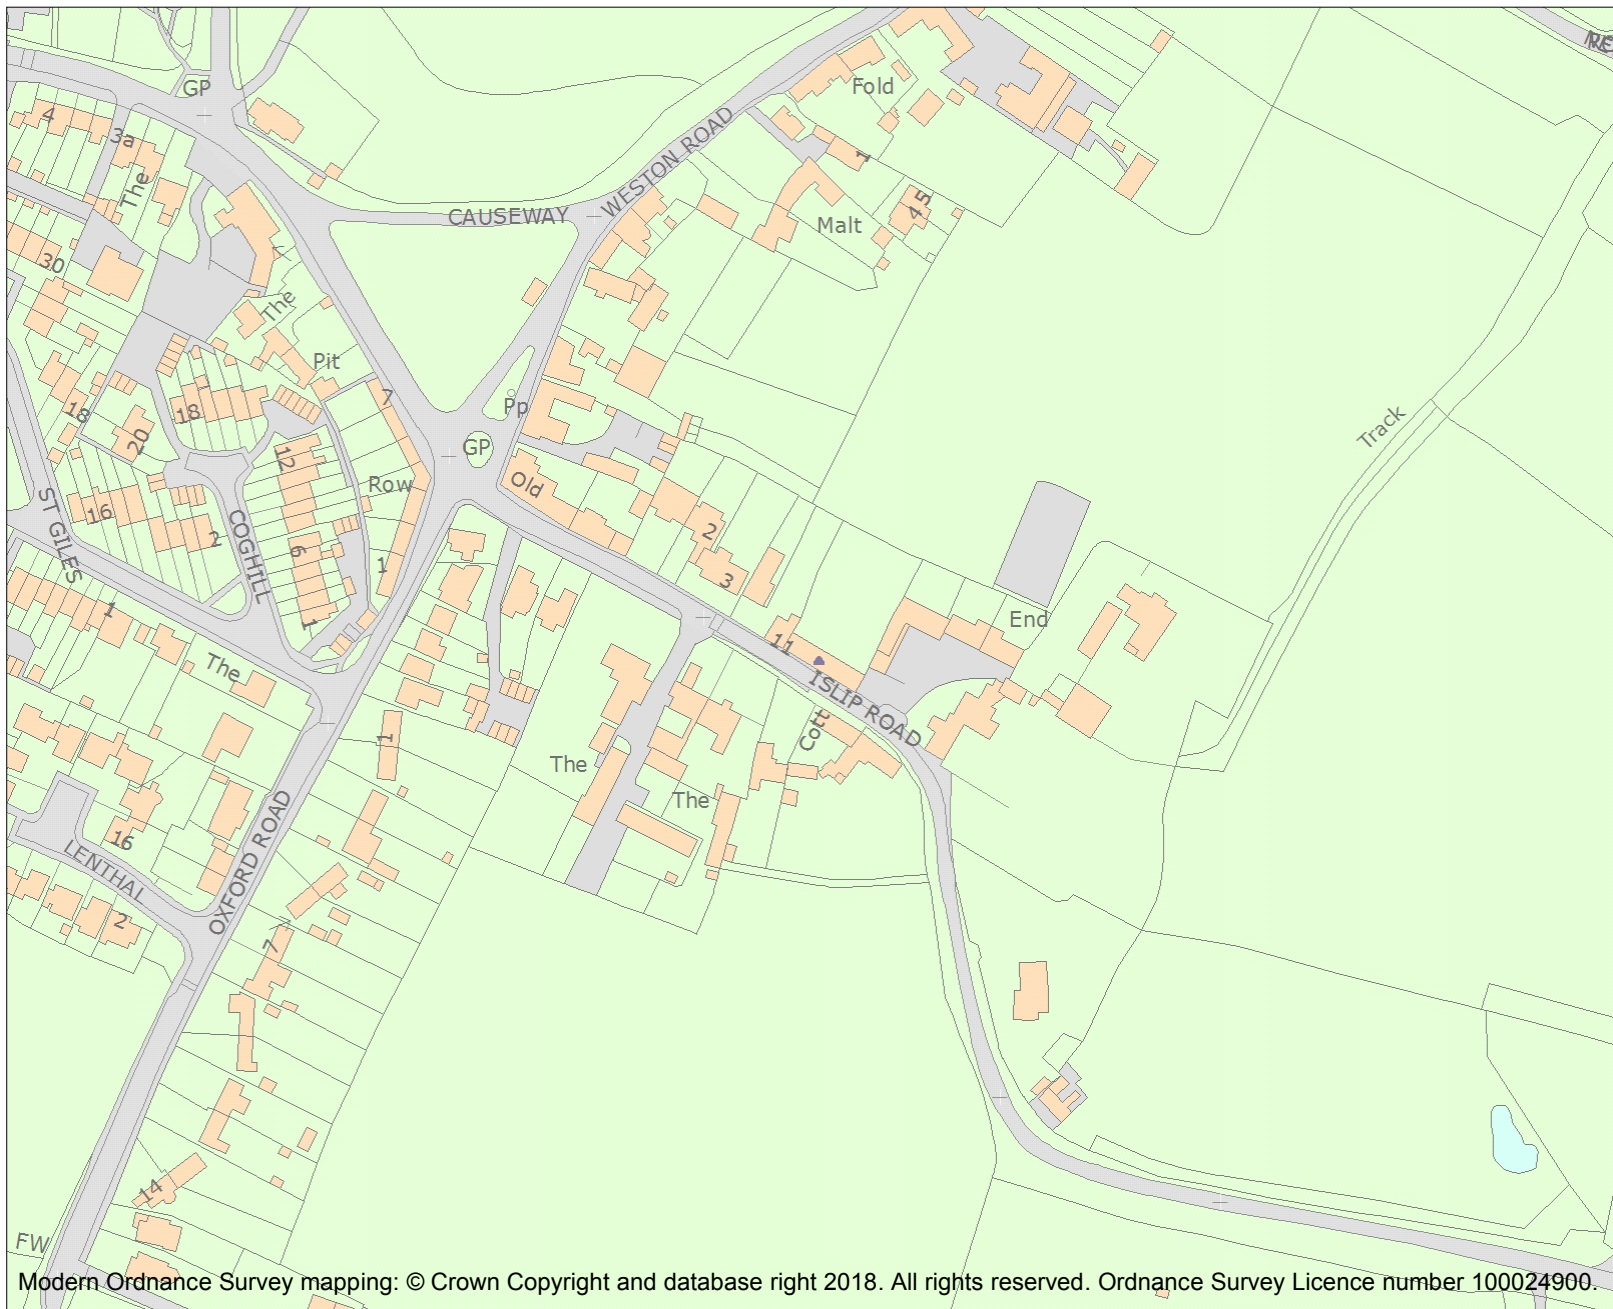 GP
4
3a
The
30
CAUSEWAY
WESTON ROAD
Fold
1
Malt
4 5
The
Pit
7
18
18
20
12
Pp
GP
Old
Row
Track
16
2
ST GILES
COGHILL
6
1
1
1
2
3
End
11
ISLIP ROAD
Cott
The
1
The
The
16
LENTHAL
2
OXFORD ROAD
7
14
FW
Modern Ordnance Survey mapping: © Crown Copyright and database right 2018. All rights reserved. Ordnance Survey Licence number 100024900.